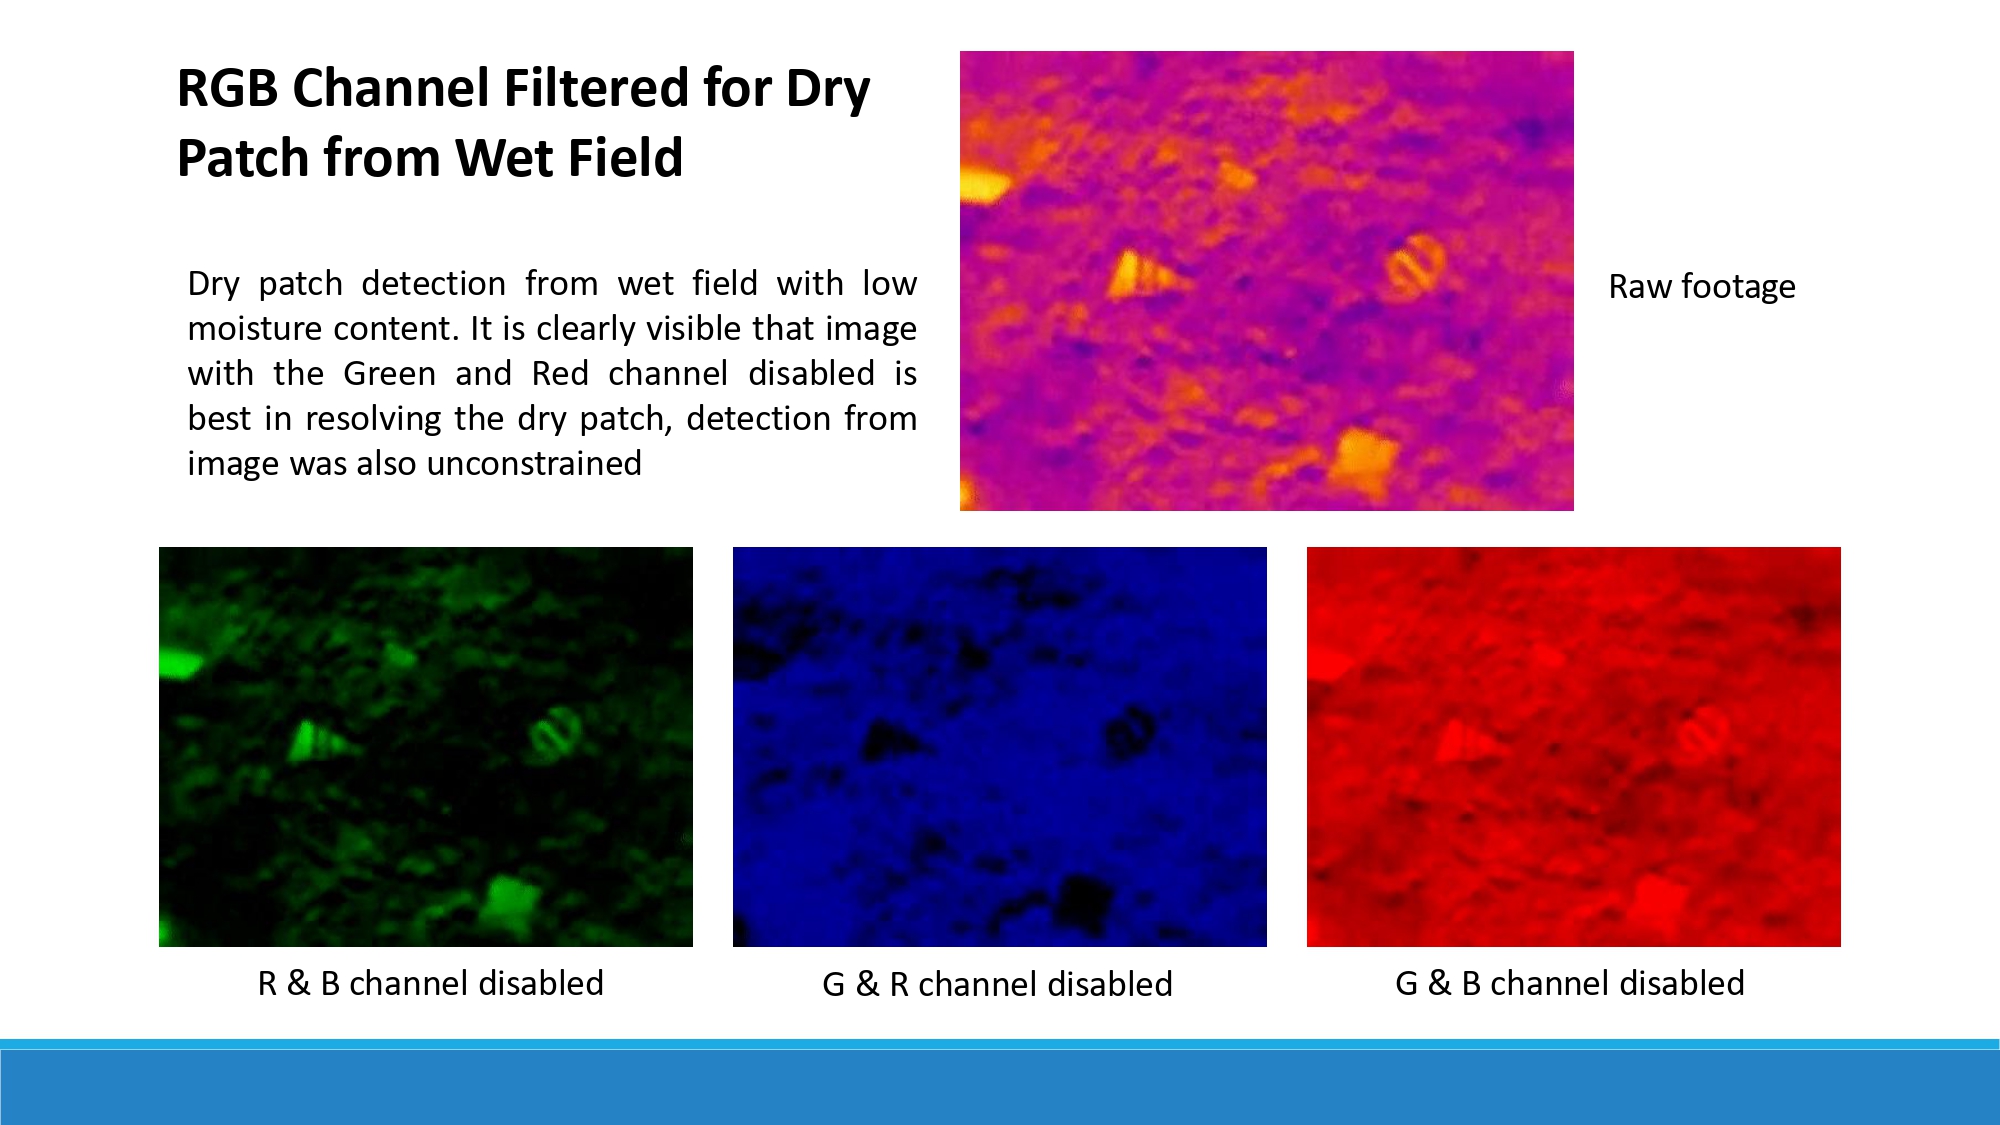 RGB Channel Filtered for Dry
Patch from Wet Field
Dry patch detection from wet field with low
moisture content. It is clearly visible that image
with the Green and Red channel disabled is
best in resolving the dry patch, detection from
image was also unconstrained
Raw footage
R & B channel disabled
G & R channel disabled
G & B channel disabled